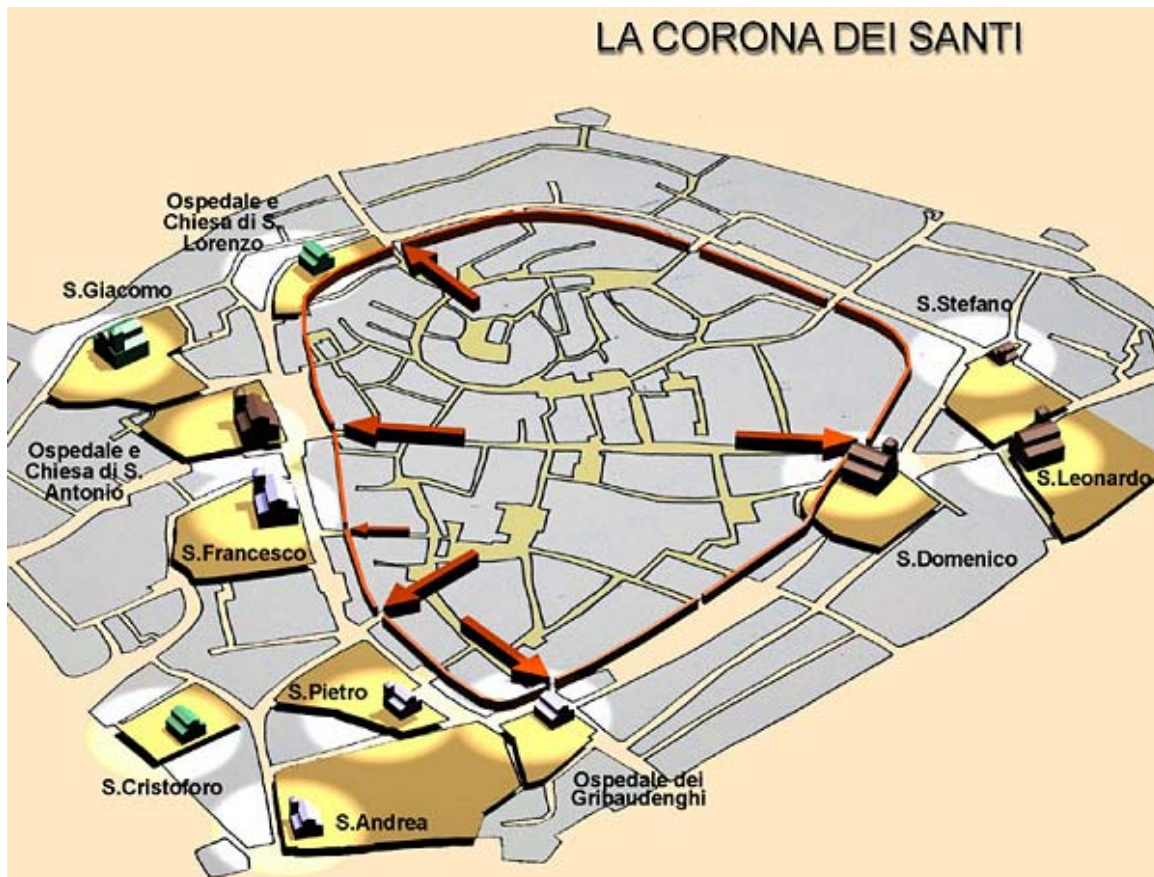 LA CORONA DEI SANTI
Ospedale e
Chiesa di S.
Lorenzo
S.Giacomo
S.Stefano
Ospedale e
Chiesa di S.
Antonio
S.Leonardo
S.Francesco
S.Domenico
S.Pietro
S.Cristoforo
Ospedale dei
Gribaudenghi
S.Andrea